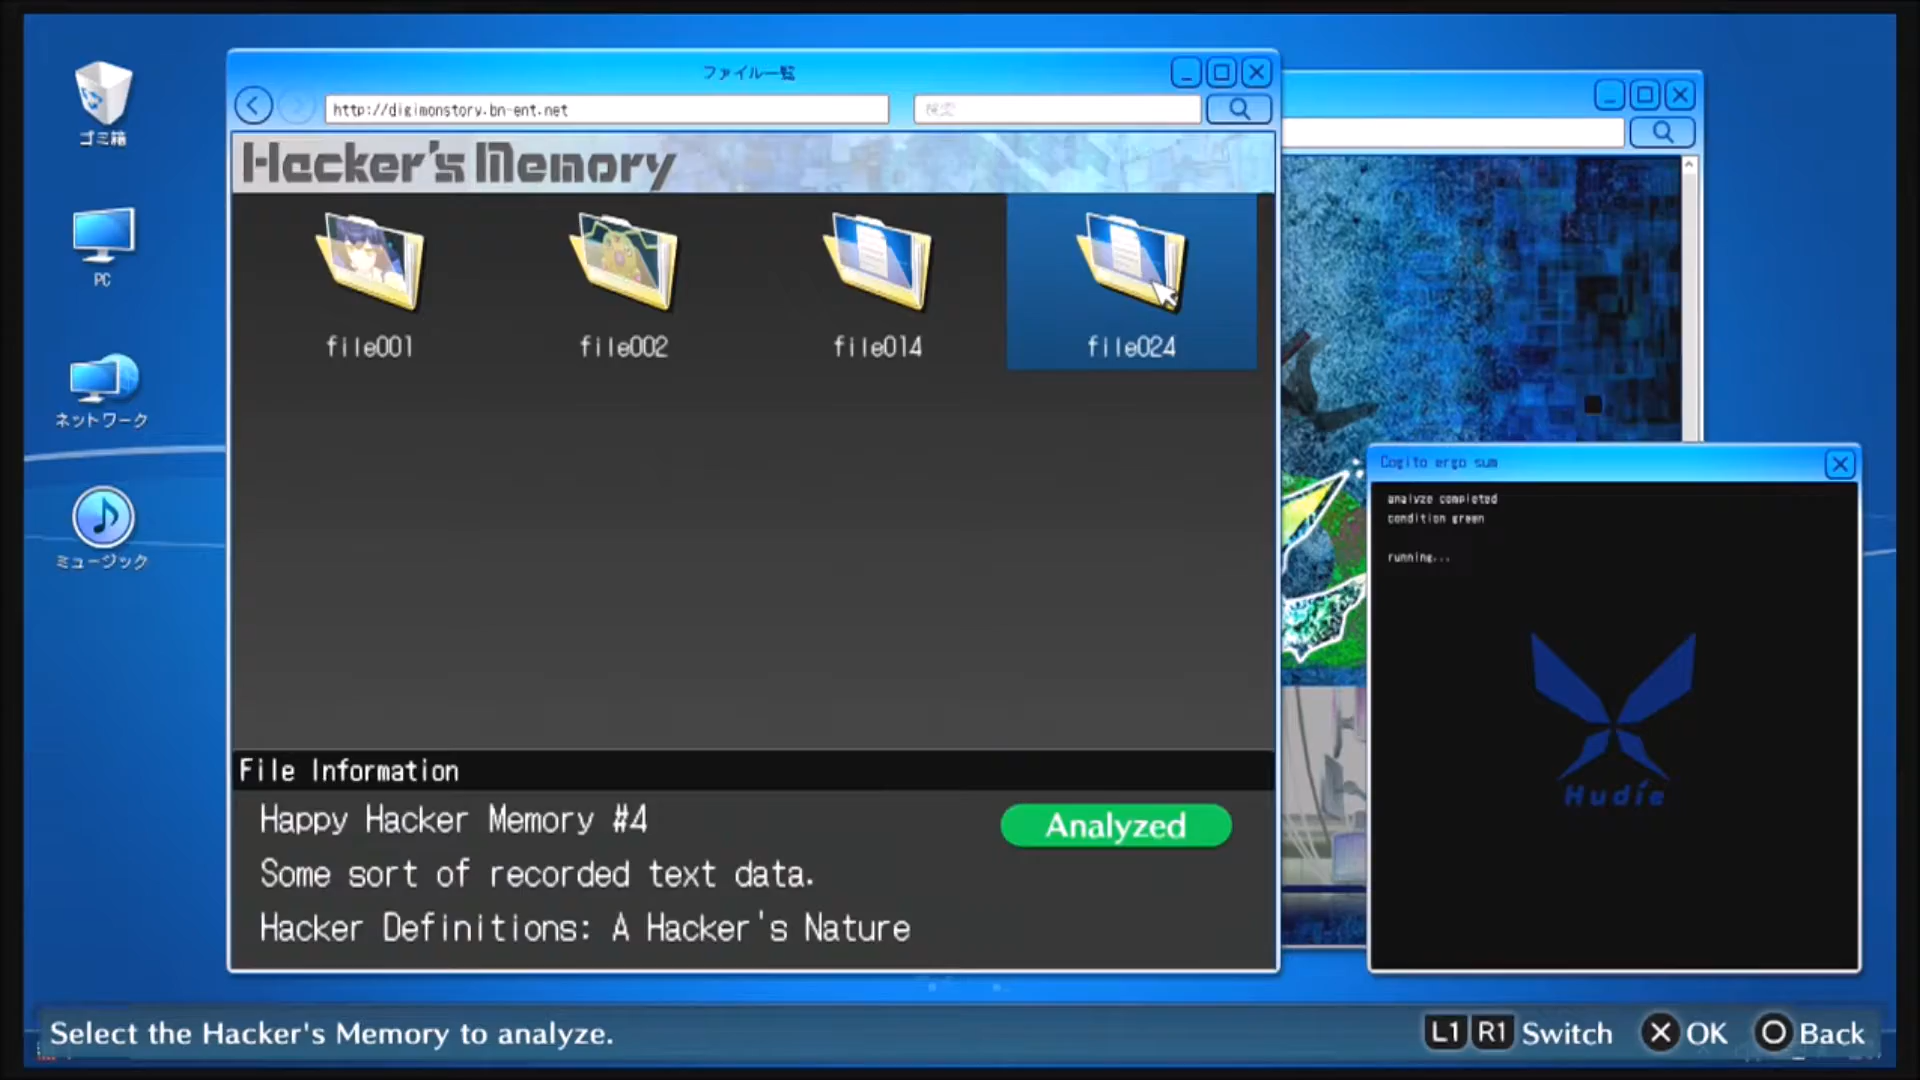 ゴミ箱
PC
ネットワーク
ミュージック
ファイル一覧
http://digimonstory.bn-ent.net
検索
Hacker's Memory
file001
file002
file014
file024
File Information
Happy Hacker Memory #4
Analyzed
Some sort of recorded text data.
Hacker Definitions: A Hacker's Nature
Cogito ergo sum
analyze completed
condition green
running...
Hudie
Select the Hacker's Memory to analyze.
L1 R1 Switch
OK
Back